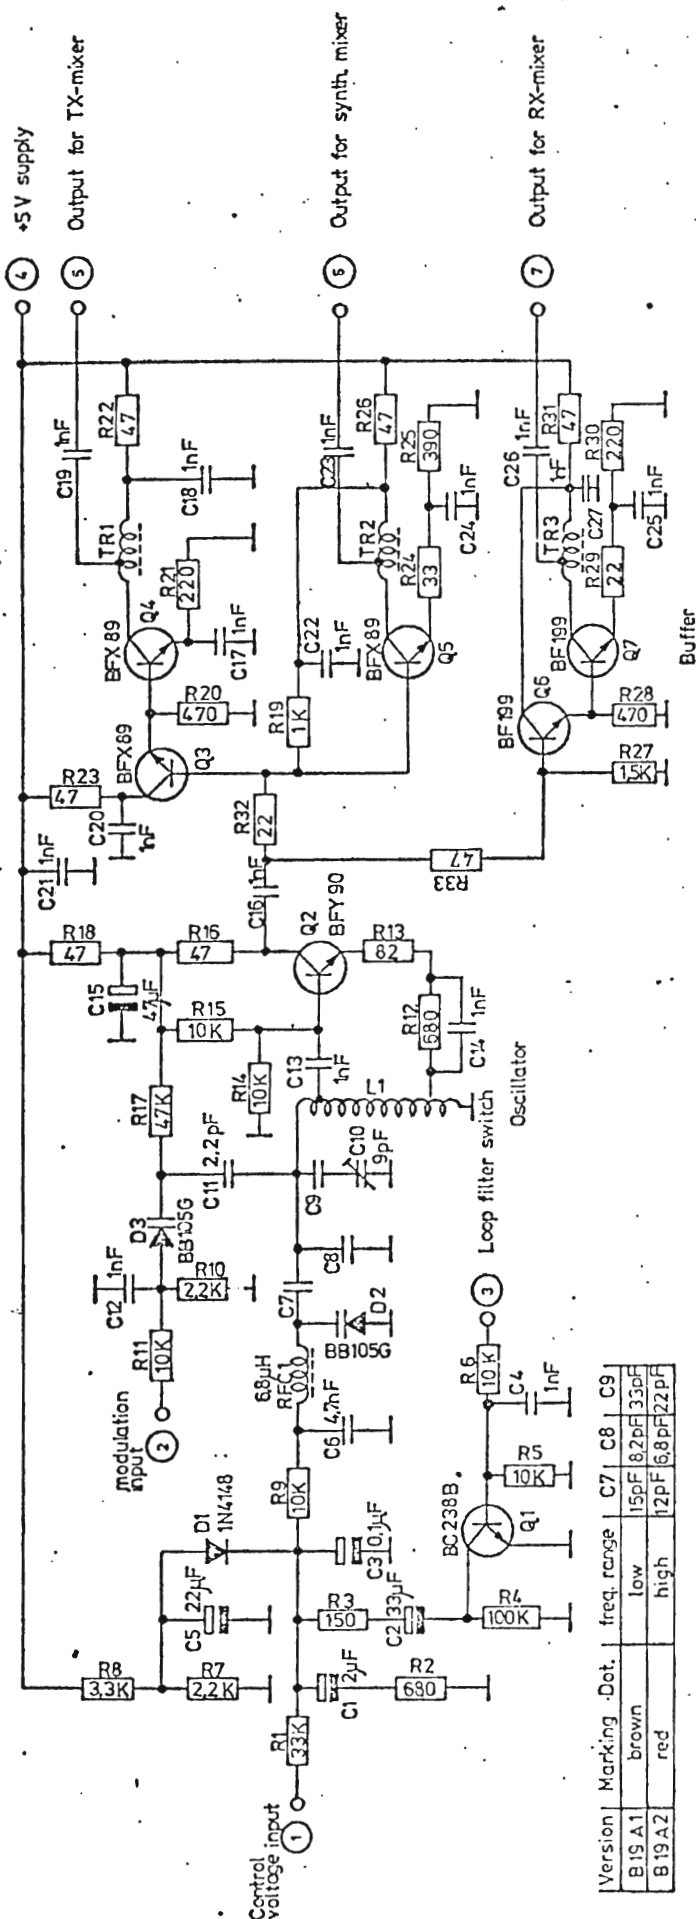 4 +5 V supply
5 Output for TX-mixer
6 Output for synth. mixer
7 Output for RX-mixer
C19 1nF
R22
47
C18 1nF
TR1
R21
220
BFX 89
Q4
C17 1nF
R20
470
BFX89
Q3
R23
47
C20
1nF
C21 1nF
C23 1nF
R26
47
R25
390
TR2
R24
33
C24 1nF
C22
1nF
BFX89
Q5
R19
1K
R32
22
C26 1nF
R31
47
R30
220
1nF
C27
TR3
R29
22
C25 1nF
BF199
Q7
Q6
BF199
R28
470
R27
1,5K
Buffer
R33
47
C16 1nF
R18
47
C15
47µF
R16
47
Q2
BFY 90
R13
82
R15
10K
R14
10K
C13
1nF
R12
680
C14 1nF
L1
Oscillator
R17
47K
C11 2.2pF
C9
C10
9pF
D3
BB105G
C12 1nF
R10
2,2K
R11
10K
modulation
input
2
C8
C7
D2
BB105G
6,8µH
RFC1
C6 4,7nF
R9
10K
3 Loop filter switch
R6
10K
C4
1nF
R5
10K
BC 238B
Q1
D1
1N4148
C3 0,1µF
C5 22µF
R3
150
C2 33µF
R4
100K
R8
3,3K
R7
2,2K
C1 2µF
R2
680
R1
33K
Control
voltage input
1
Version Marking Dot. freq. range C7 C8 C9
B 19 A1 brown low 15pF 8,2pF 33pF
B 19 A2 red high 12pF 6,8pF 22pF